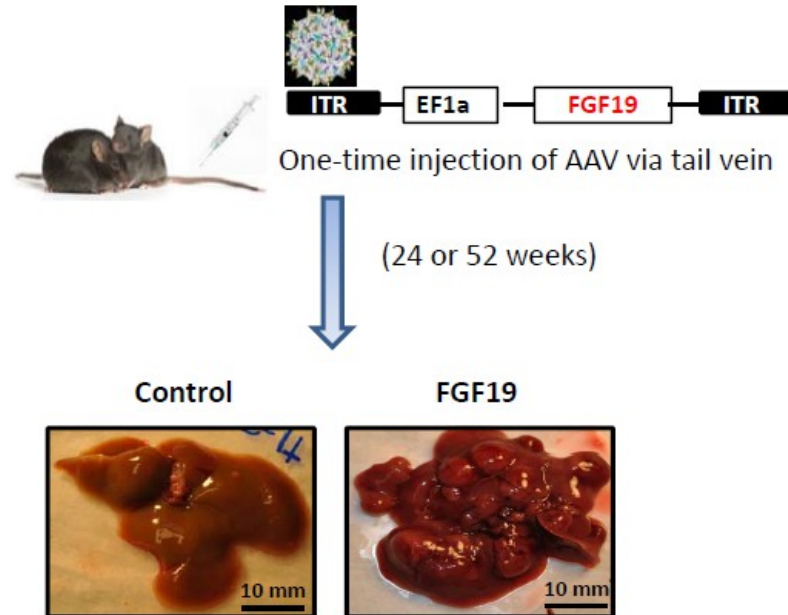 ITR EF1a FGF19 ITR
One-time injection of AAV via tail vein
(24 or 52 weeks)
Control FGF19
10 mm 10 mm